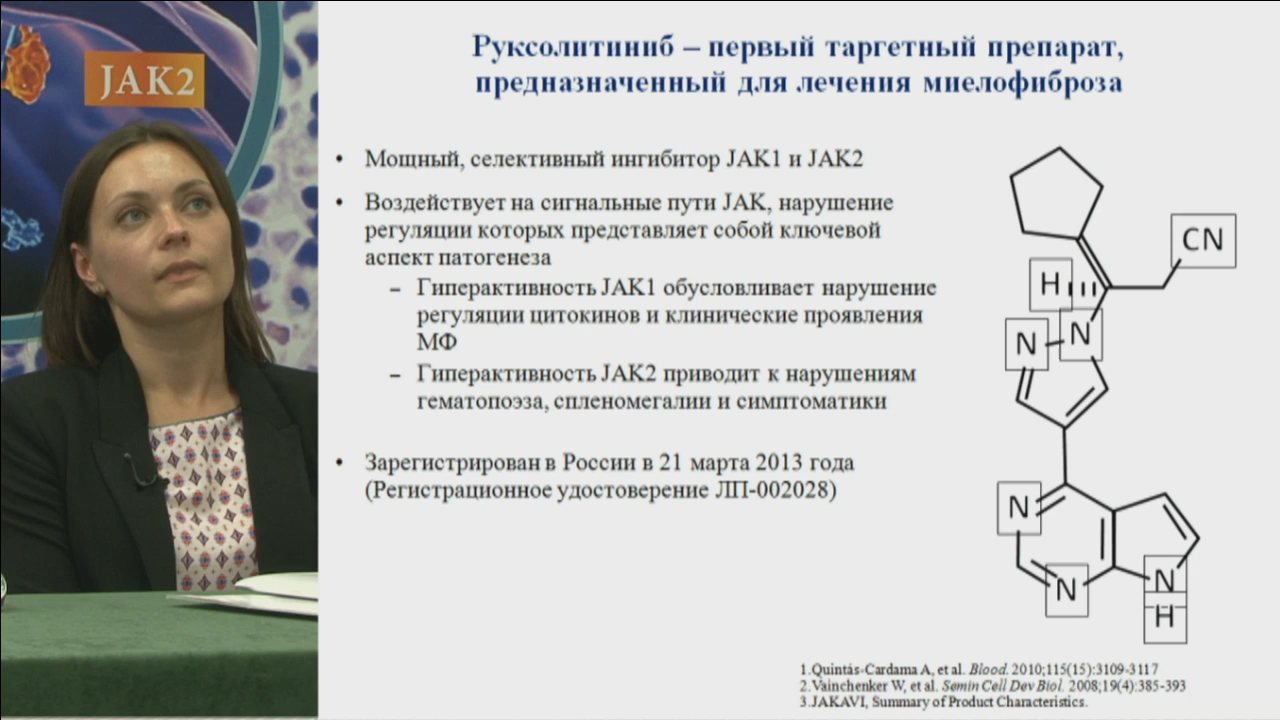 JAK2
Руксолитиниб – первый таргетный препарат,
предназначенный для лечения миелофиброза
• Мощный, селективный ингибитор JAK1 и JAK2
• Воздействует на сигнальные пути JAK, нарушение
регуляции которых представляет собой ключевой
аспект патогенеза
– Гиперактивность JAK1 обусловливает нарушение
регуляции цитокинов и клинические проявления
МФ
– Гиперактивность JAK2 приводит к нарушениям
гематопоэза, спленомегалии и симптоматики
• Зарегистрирован в России в 21 марта 2013 года
(Регистрационное удостоверение ЛП-002028)
CN
H
N
N
N
N
N
H
1.Quintás-Cardama A, et al. Blood. 2010;115(15):3109-3117
2.Vainchenker W, et al. Semin Cell Dev Biol. 2008;19(4):385-393
3.JAKAVI, Summary of Product Characteristics.